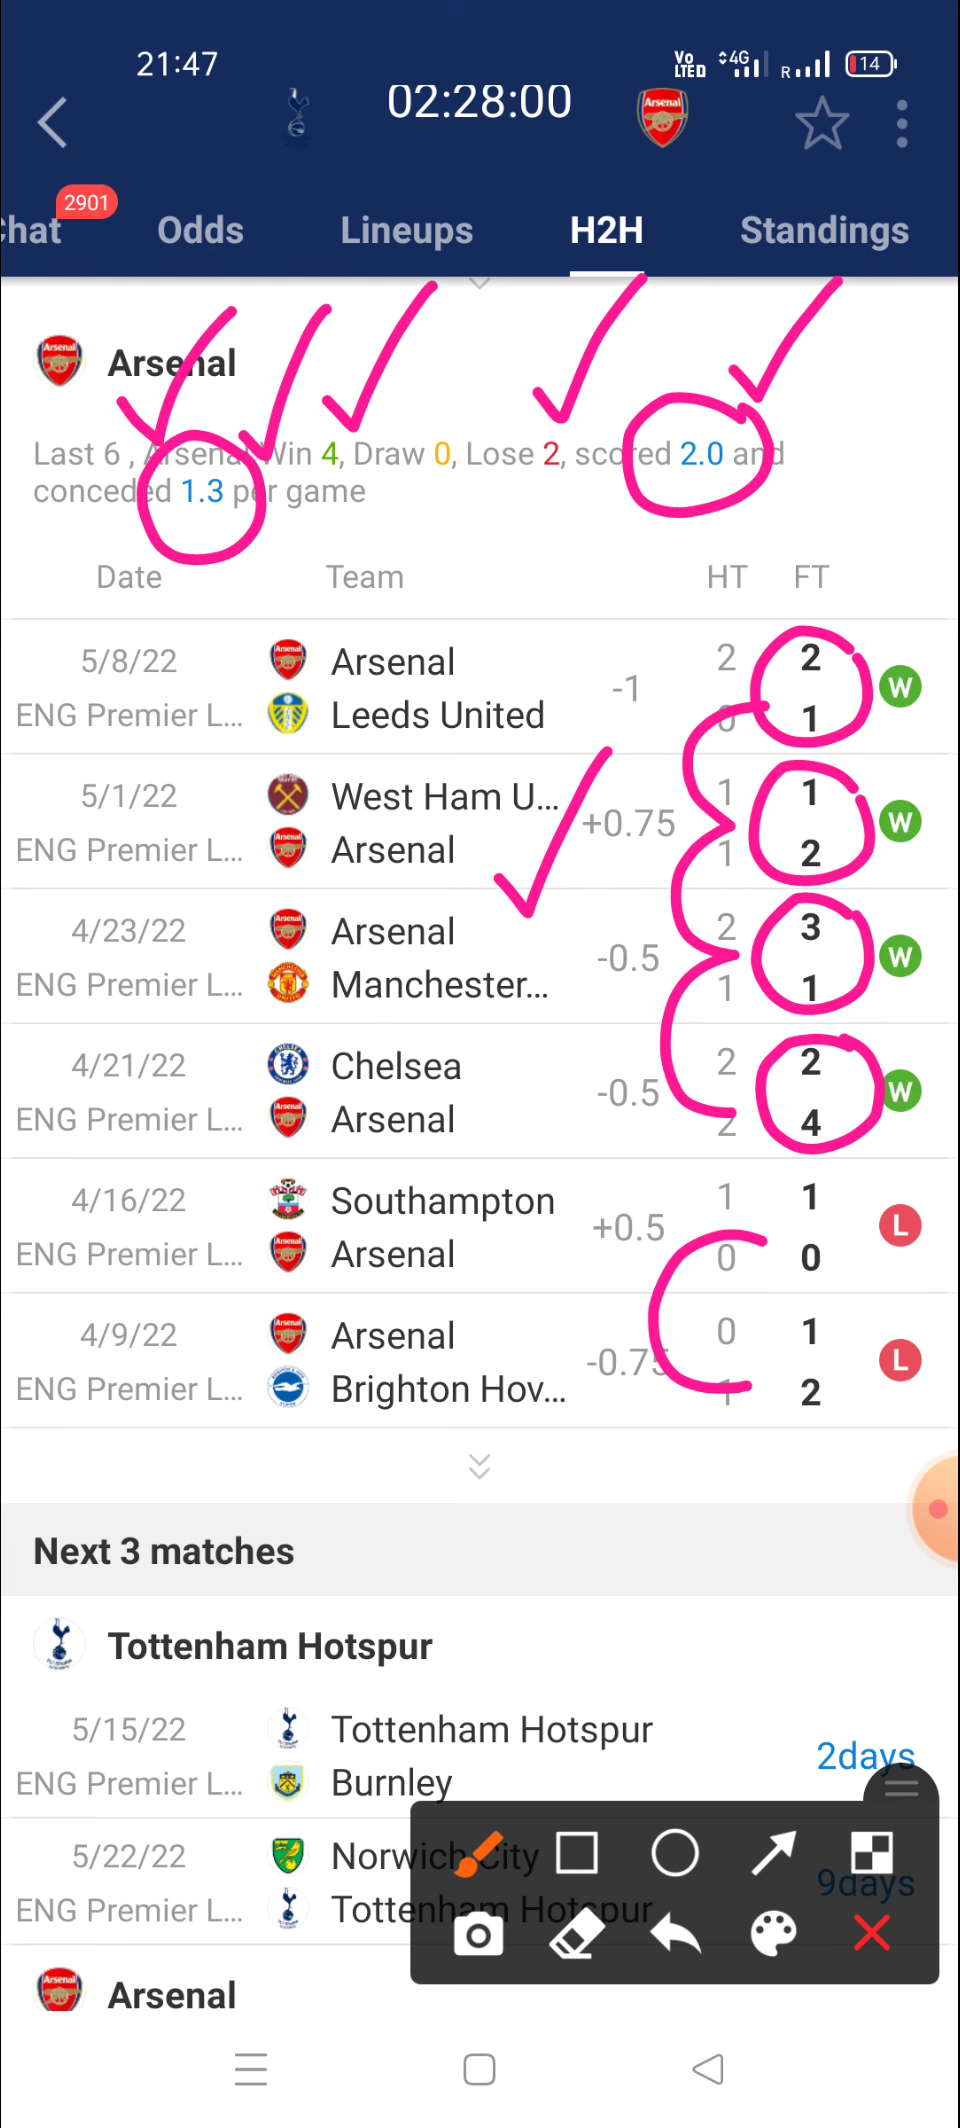 21:47
Vo LTED 4G R 14
02:28:00
Arsenal
2901
Chat Odds Lineups H2H Standings
Arsenal Arsenal
Last 6 , Arsenal Win 4, Draw 0, Lose 2, scored 2.0 and
conceded 1.3 per game
Date Team HT FT
5/8/22 Arsenal 2 2
-1 W
ENG Premier L... Leeds United 0 1
5/1/22 West Ham U... 1 1
+0.75 W
ENG Premier L... Arsenal 1 2
4/23/22 Arsenal 2 3
-0.5 W
ENG Premier L... Manchester... 1 1
4/21/22 Chelsea 2 2
-0.5 W
ENG Premier L... Arsenal 2 4
4/16/22 Southampton 1 1
+0.5 L
ENG Premier L... Arsenal 0 0
4/9/22 Arsenal 0 1
-0.75 L
ENG Premier L... Brighton Hov... 1 2
Next 3 matches
Tottenham Hotspur
5/15/22 Tottenham Hotspur
2days
ENG Premier L... Burnley
5/22/22 Norwich City
9days
ENG Premier L... Tottenham Hotspur
Arsenal Arsenal